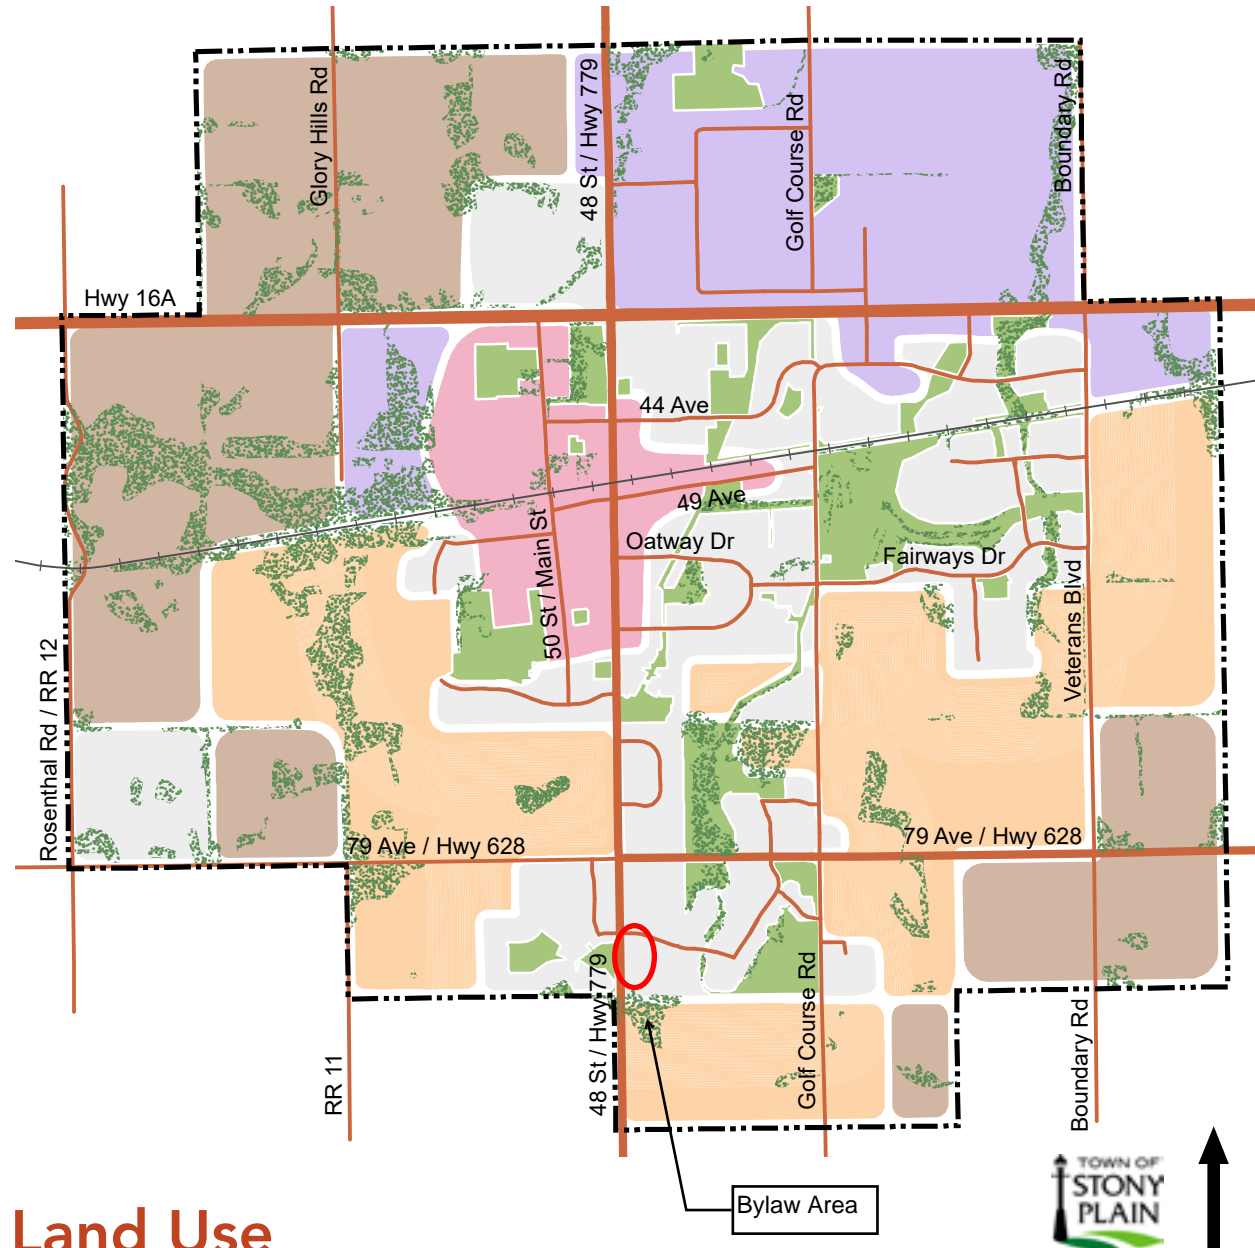 Glory Hills Rd
48 St / Hwy 779
Golf Course Rd
Boundary Rd
Hwy 16A
44 Ave
49 Ave
50 St / Main St
Oatway Dr
Fairways Dr
Veterans Blvd
Rosenthal Rd / RR 12
79 Ave / Hwy 628
79 Ave / Hwy 628
48 St / Hwy 779
Golf Course Rd
RR 11
Boundary Rd
Bylaw Area
TOWN OF
STONY
PLAIN
Land Use